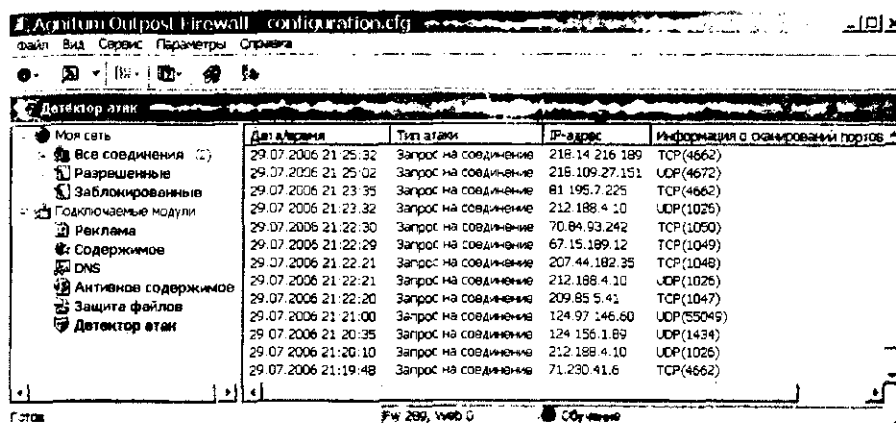 Agnitum Outpost Firewall configuration.cfg
Файл Вид Сервис Параметры Справка
Детектор атак
Моя сеть
Все соединения (2)
Разрешенные
Заблокированные
Подключаемые модули
Реклама
Содержимое
DNS
Активное содержимое
Защита файлов
Детектор атак
Дата/время Тип атаки IP-адрес Информация о сканировании портов
29.07.2006 21:25:32 Запрос на соединение 218.14.216.189 TCP(4662)
29.07.2006 21:25:02 Запрос на соединение 218.109.27.151 UDP(4672)
29.07.2006 21:23:35 Запрос на соединение 81.195.7.225 TCP(4662)
29.07.2006 21:23:32 Запрос на соединение 212.188.4.10 UDP(1026)
29.07.2006 21:22:30 Запрос на соединение 70.84.93.242 TCP(1050)
29.07.2006 21:22:29 Запрос на соединение 67.15.189.12 TCP(1049)
29.07.2006 21:22:21 Запрос на соединение 207.44.182.35 TCP(1048)
29.07.2006 21:22:21 Запрос на соединение 212.188.4.10 UDP(1026)
29.07.2006 21:22:20 Запрос на соединение 209.85.5.41 TCP(1047)
29.07.2006 21:21:00 Запрос на соединение 124.97.146.60 UDP(55049)
29.07.2006 21:20:35 Запрос на соединение 124.156.1.89 UDP(1434)
29.07.2006 21:20:10 Запрос на соединение 212.188.4.10 UDP(1026)
29.07.2006 21:19:48 Запрос на соединение 71.230.41.6 TCP(4662)
Готов Fw 289, Web 0 Обучение